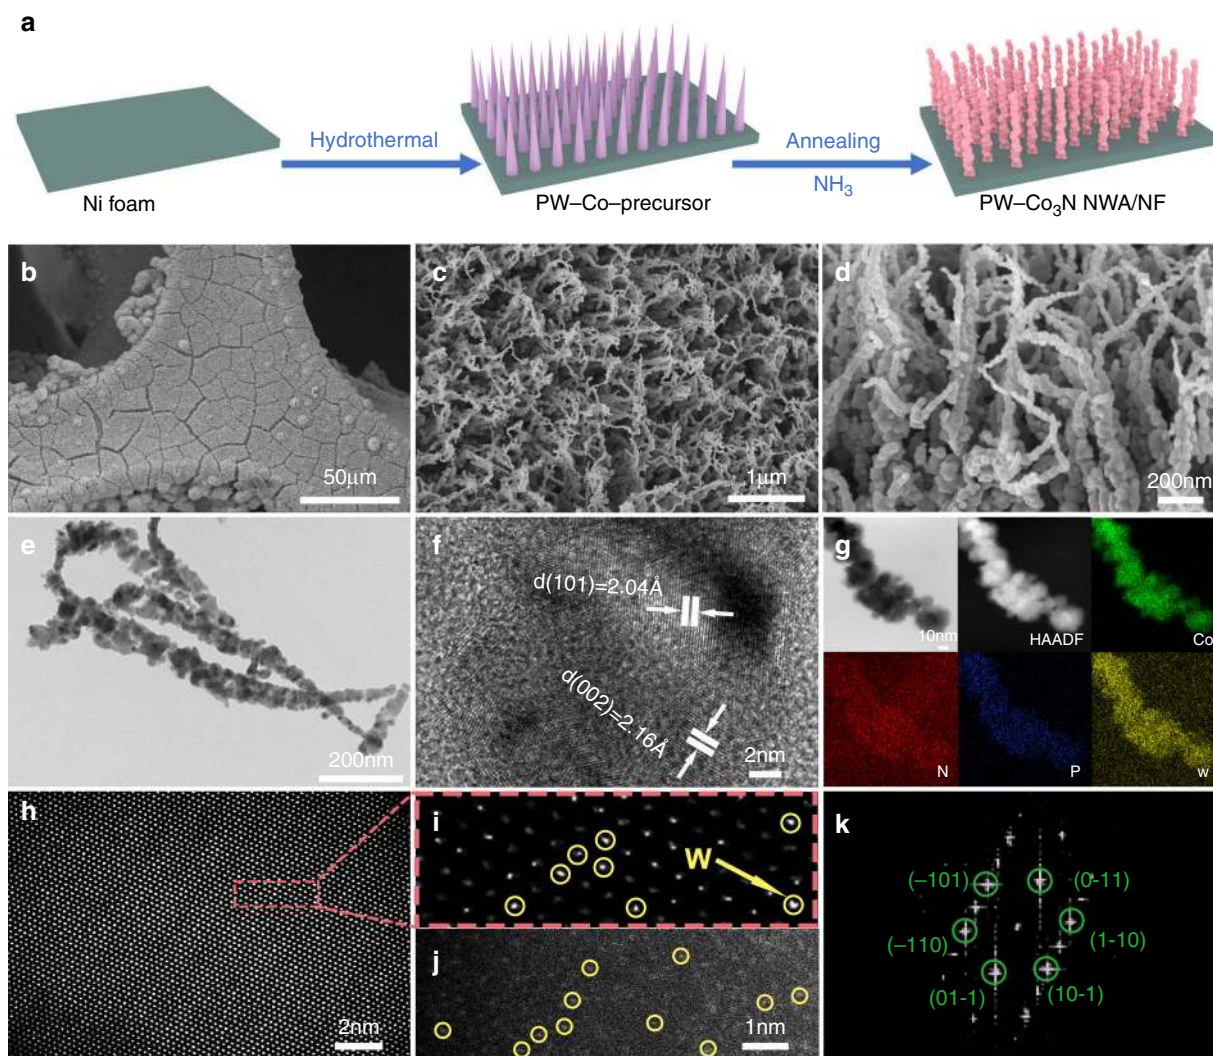 a
Hydrothermal
Annealing
NH₃
Ni foam
PW–Co–precursor
PW–Co₃N NWA/NF
b
50μm
c
1μm
d
200nm
e
200nm
f
d(101)=2.04Å
d(002)=2.16Å
2nm
g
10nm
HAADF
Co
N
P
w
h
2nm
i
W
j
1nm
k
(–101)
(0-11)
(–110)
(1-10)
(01-1)
(10-1)